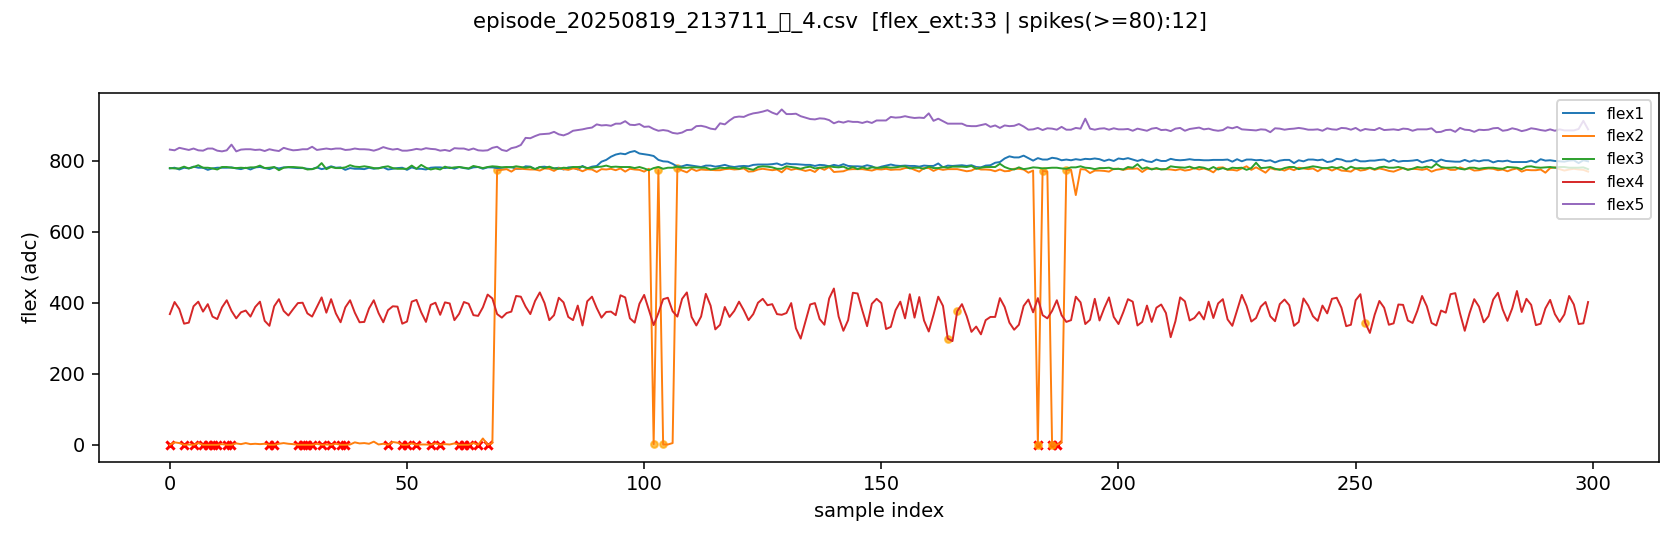 episode_20250819_213711_▯_4.csv [flex_ext:33 | spikes(>=80):12]
flex1
flex2
flex3
flex4
flex5
flex (adc)
800
600
400
200
0
0 50 100 150 200 250 300
sample index